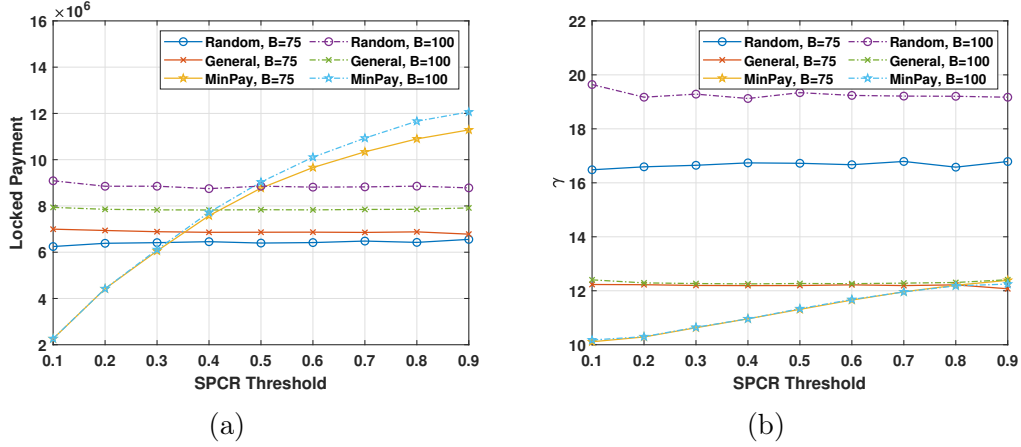 ×10^6
16
14
12
10
8
6
4
2
Locked Payment
Random, B=75
General, B=75
MinPay, B=75
Random, B=100
General, B=100
MinPay, B=100
0.1 0.2 0.3 0.4 0.5 0.6 0.7 0.8 0.9
SPCR Threshold
(a)
22
20
18
16
14
12
10
γ
Random, B=75
General, B=75
MinPay, B=75
Random, B=100
General, B=100
MinPay, B=100
0.1 0.2 0.3 0.4 0.5 0.6 0.7 0.8 0.9
SPCR Threshold
(b)